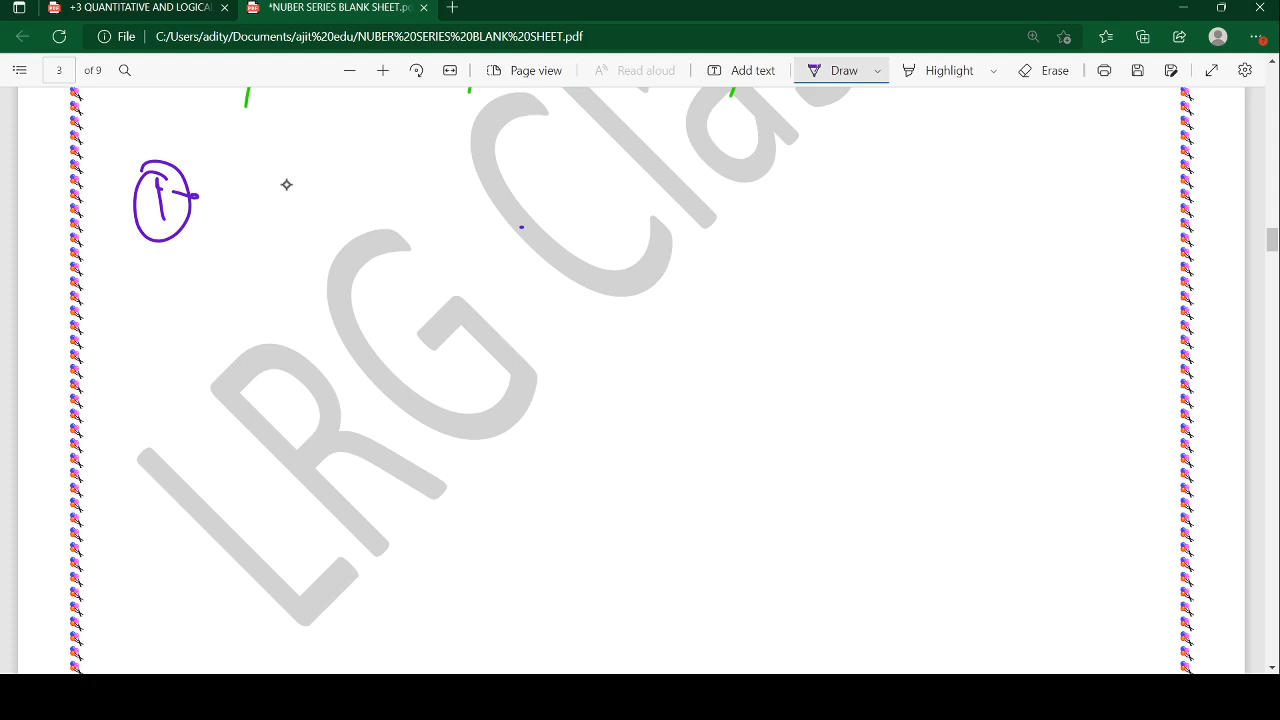 +3 QUANTITATIVE AND LOGICAL
*NUBER SERIES BLANK SHEET.pd
File C:/Users/adity/Documents/ajit%20edu/NUBER%20SERIES%20BLANK%20SHEET.pdf
3 of 9 Page view Read aloud Add text Draw Highlight Erase
LRG Cla